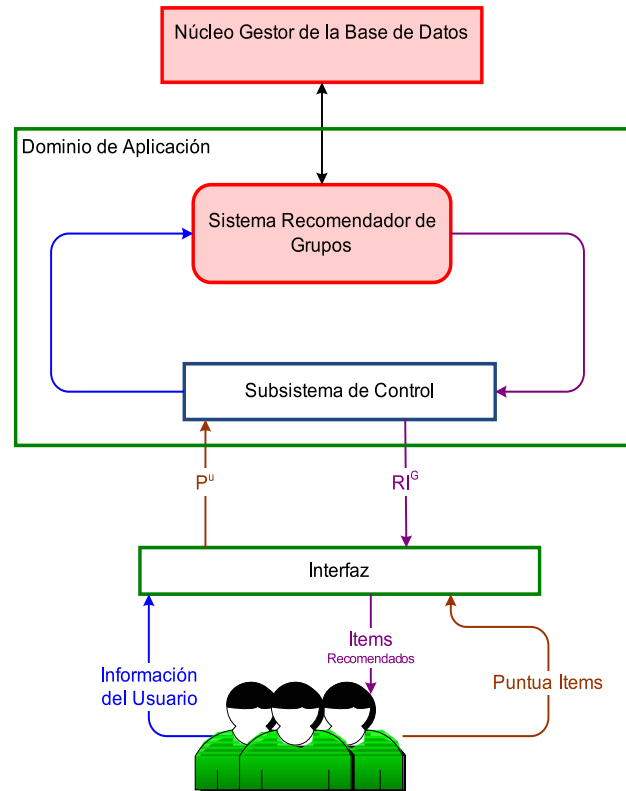 Núcleo Gestor de la Base de Datos
Dominio de Aplicación
Sistema Recomendador de
Grupos
Subsistema de Control
Pᵘ
RIᴳ
Interfaz
Items
Recomendados
Información
del Usuario
Puntua Items